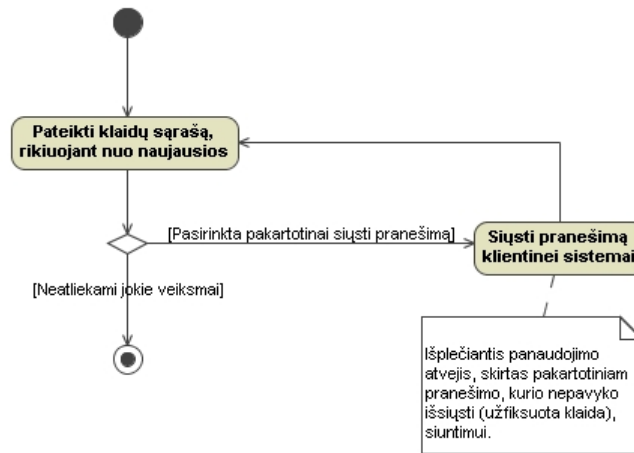 Pateikti klaidų sąrašą,
rikiuojant nuo naujausios
[Pasirinkta pakartotinai siųsti pranešimą]
Siųsti pranešimą
klientinei sistemai
[Neatliekami jokie veiksmai]
Išplečiantis panaudojimo
atvejis, skirtas pakartotiniam
pranešimo, kurio nepavyko
išsiųsti (užfiksuota klaida),
siuntimui.